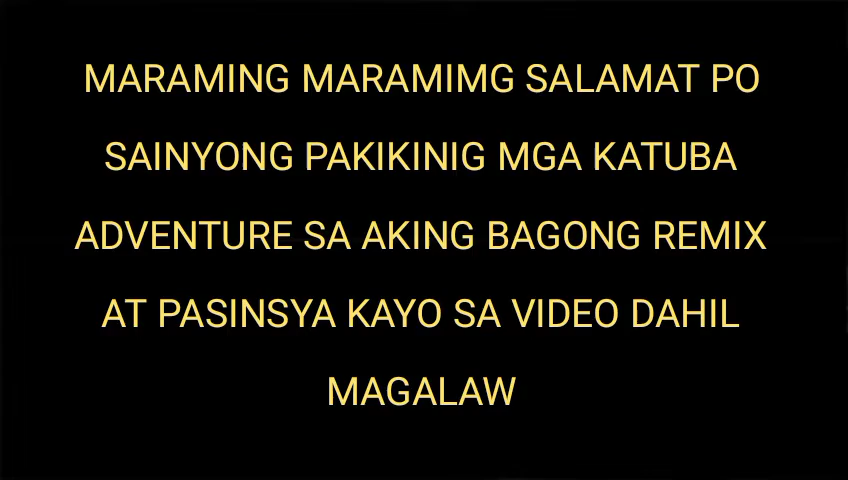 MARAMING MARAMIMG SALAMAT PO
SAINYONG PAKIKINIG MGA KATUBA
ADVENTURE SA AKING BAGONG REMIX
AT PASINSYA KAYO SA VIDEO DAHIL
MAGALAW